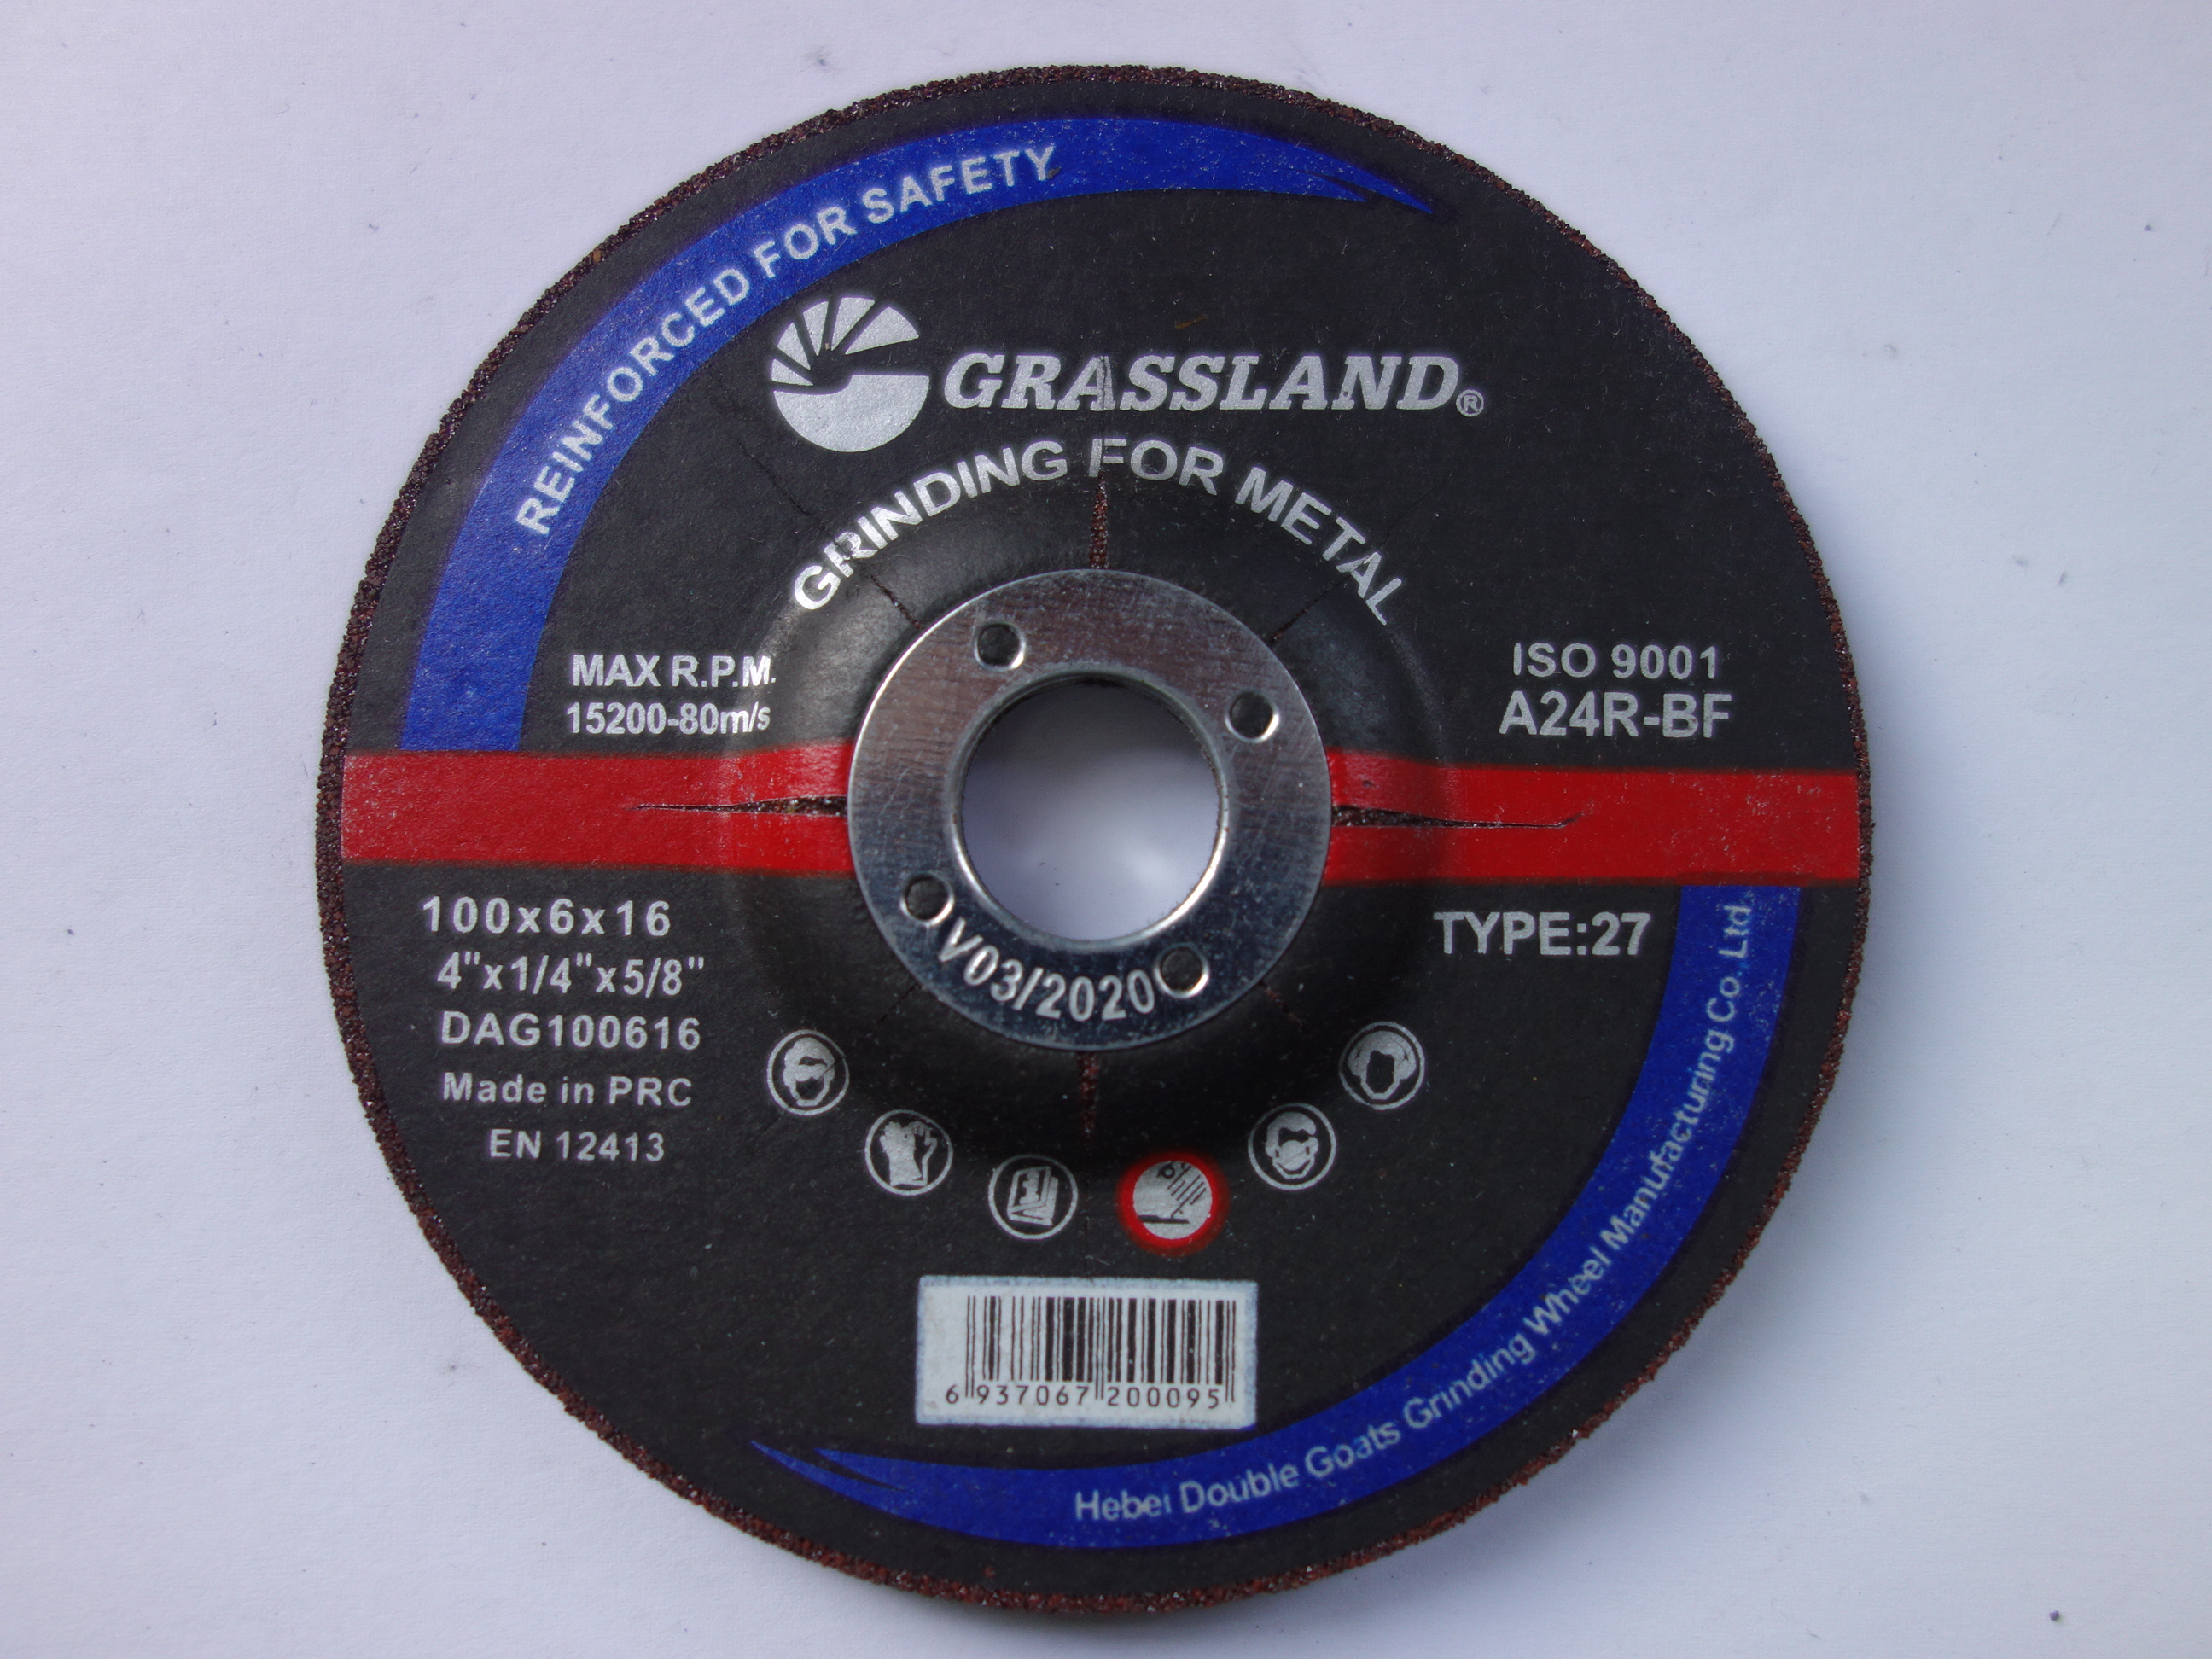 REINFORCED FOR SAFETY
GRASSLAND®
GRINDING FOR METAL
MAX R.P.M.
15200-80m/s
ISO 9001
A24R-BF
100x6x16
4"x1/4"x5/8"
DAG100616
Made in PRC
EN 12413
TYPE:27
V03/2020
6 937067 200095
Hebei Double Goats Grinding Wheel Manufacturing Co. Ltd.